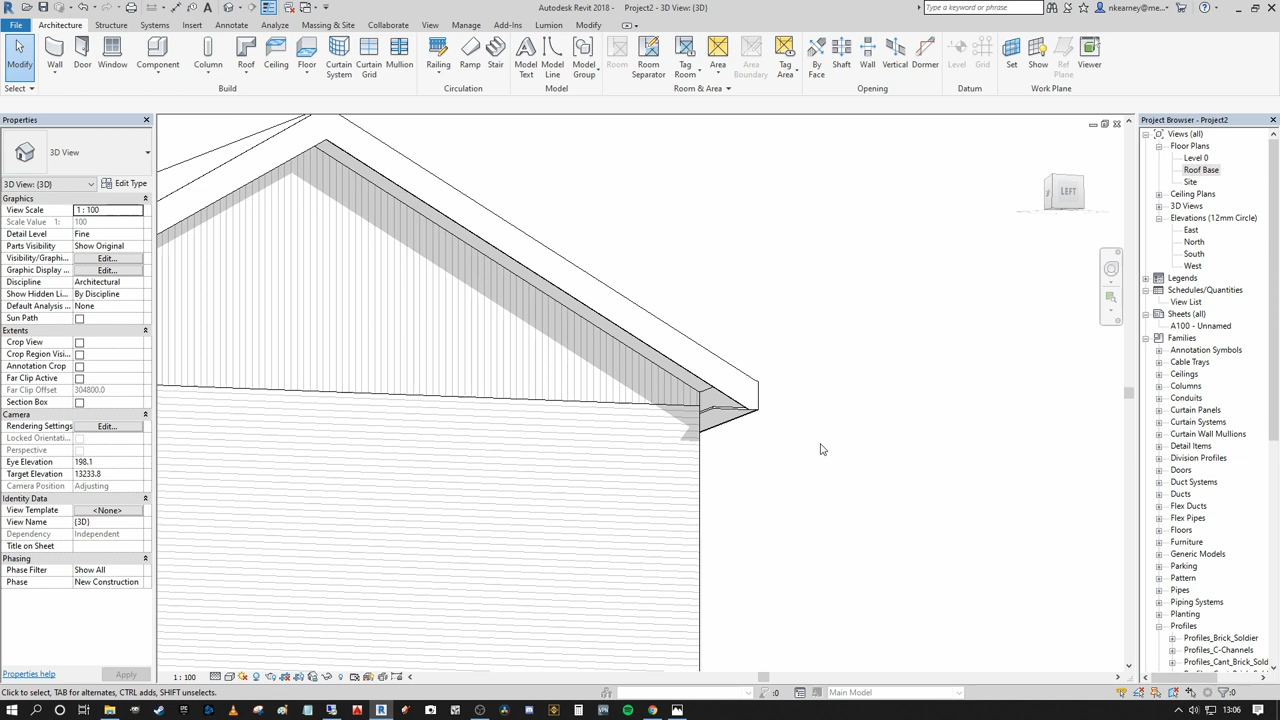 Autodesk Revit 2018 - Project2 - 3D View: {3D}
Type a keyword or phrase
nkearney@me...
File
Architecture
Structure
Systems
Insert
Annotate
Analyze
Massing & Site
Collaborate
View
Manage
Add-Ins
Lumion
Modify
Modify
Wall
Door
Window
Component
Column
Roof
Ceiling
Floor
Curtain System
Curtain Grid
Mullion
Railing
Ramp
Stair
Model Text
Model Line
Model Group
Room
Room Separator
Tag Room
Area
Area Boundary
Tag Area
By Face
Shaft
Wall
Vertical
Dormer
Level
Grid
Set
Show
Ref Plane
Viewer
Select
Build
Circulation
Model
Room & Area
Opening
Datum
Work Plane
Properties
3D View
3D View: {3D}
Edit Type
Graphics
View Scale 1 : 100
Scale Value 1: 100
Detail Level Fine
Parts Visibility Show Original
Visibility/Graphi... Edit...
Graphic Display ... Edit...
Discipline Architectural
Show Hidden Li... By Discipline
Default Analysis ... None
Sun Path
Extents
Crop View
Crop Region Visi...
Annotation Crop
Far Clip Active
Far Clip Offset 304800.0
Section Box
Camera
Rendering Settings Edit...
Locked Orientati...
Perspective
Eye Elevation 198.1
Target Elevation 13233.8
Camera Position Adjusting
Identity Data
View Template <None>
View Name {3D}
Dependency Independent
Title on Sheet
Phasing
Phase Filter Show All
Phase New Construction
Properties help
Apply
LEFT
Project Browser - Project2
Views (all)
Floor Plans
Level 0
Roof Base
Site
Ceiling Plans
3D Views
Elevations (12mm Circle)
East
North
South
West
Legends
Schedules/Quantities
View List
Sheets (all)
A100 - Unnamed
Families
Annotation Symbols
Cable Trays
Ceilings
Columns
Conduits
Curtain Panels
Curtain Systems
Curtain Wall Mullions
Detail Items
Division Profiles
Doors
Duct Systems
Ducts
Flex Ducts
Flex Pipes
Floors
Furniture
Generic Models
Parking
Pattern
Pipes
Piping Systems
Planting
Profiles
Profiles_Brick_Soldier
Profiles_C-Channels
Profiles_Cant_Brick_Sold
1 : 100
Click to select, TAB for alternates, CTRL adds, SHIFT unselects.
:0
Main Model
:0
13:06